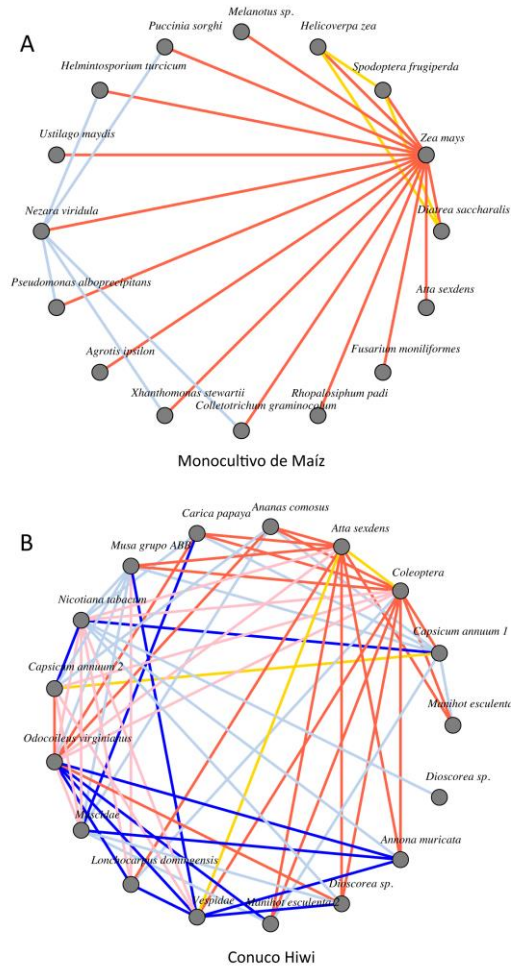 A
Melanotus sp.
Puccinia sorghi
Helicoverpa zea
Helmintosporium turcicum
Spodoptera frugiperda
Ustilago maydis
Zea mays
Nezara viridula
Diatrea saccharalis
Pseudomonas alboprecipitans
Atta sexdens
Agrotis ipsilon
Fusarium moniliformes
Xhanthomonas stewartii
Rhopalosiphum padi
Colletotrichum graminocolum
Monocultivo de Maíz
B
Ananas comosus
Carica papaya
Atta sexdens
Musa grupo ABB
Coleoptera
Nicotiana tabacum
Capsicum annuum 1
Capsicum annuum 2
Manihot esculenta
Odocoileus virginianus
Dioscorea sp.
Muscidae
Annona muricata
Lonchocarpus domingensis
Dioscorea sp.
Vespidae
Manihot esculenta 2
Conuco Hiwi